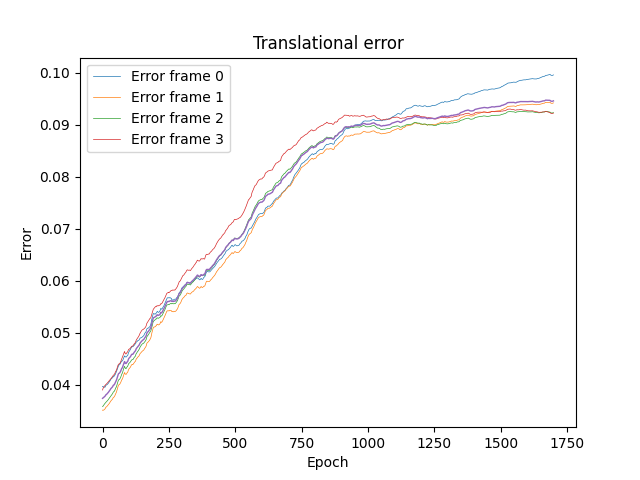 Translational error
Error frame 0
Error frame 1
Error frame 2
Error frame 3
0.10
0.09
0.08
0.07
0.06
0.05
0.04
Error
0
250
500
750
1000
1250
1500
1750
Epoch